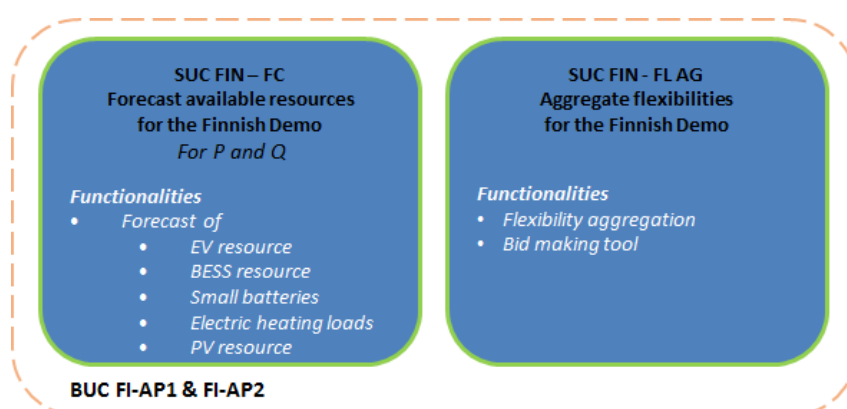 SUC FIN – FC
Forecast available resources
for the Finnish Demo
For P and Q
Functionalities
• Forecast of
• EV resource
• BESS resource
• Small batteries
• Electric heating loads
• PV resource
SUC FIN - FL AG
Aggregate flexibilities
for the Finnish Demo
Functionalities
• Flexibility aggregation
• Bid making tool
BUC FI-AP1 & FI-AP2